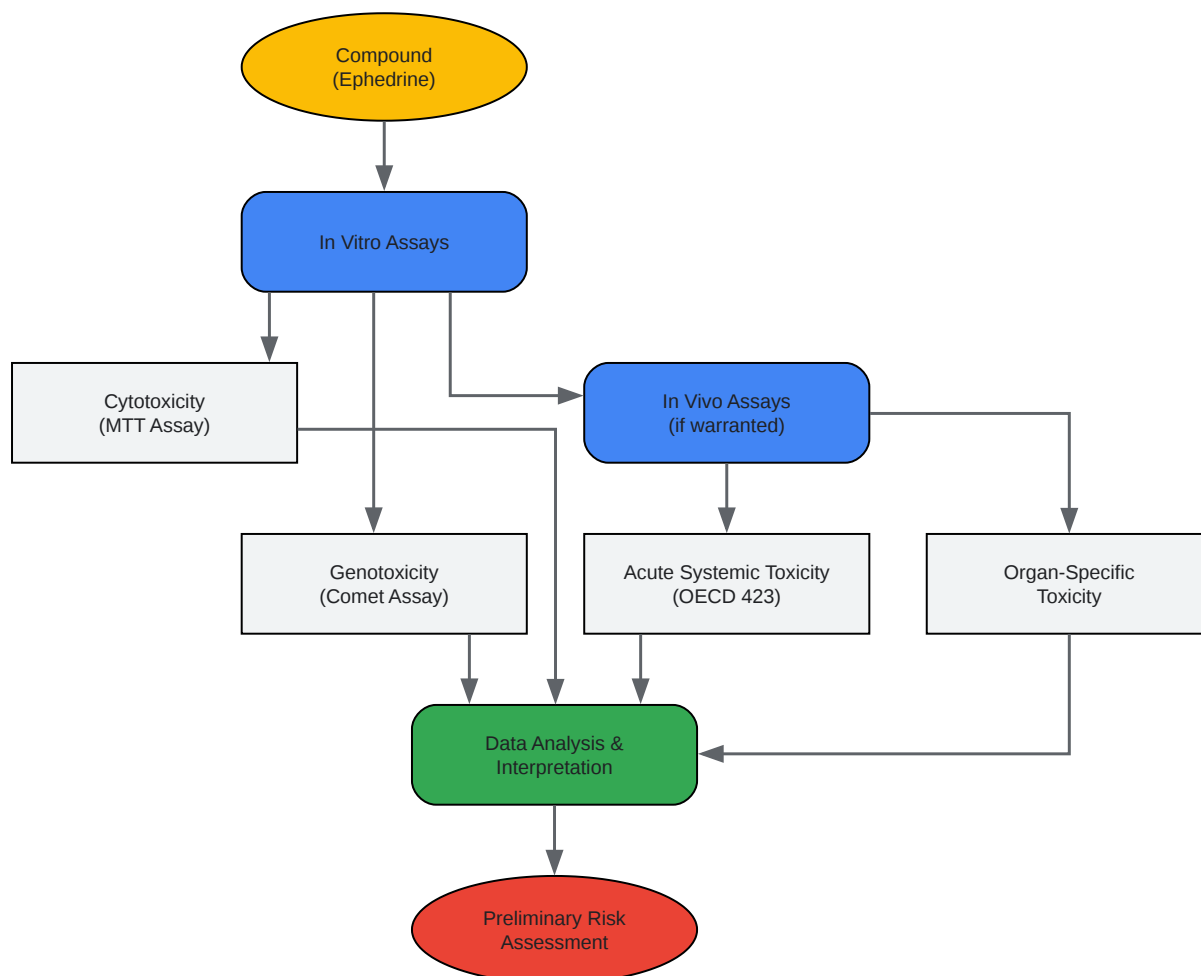 Compound
(Ephedrine)
In Vitro Assays
Cytotoxicity
(MTT Assay)
In Vivo Assays
(if warranted)
Genotoxicity
(Comet Assay)
Acute Systemic Toxicity
(OECD 423)
Organ-Specific
Toxicity
Data Analysis &
Interpretation
Preliminary Risk
Assessment